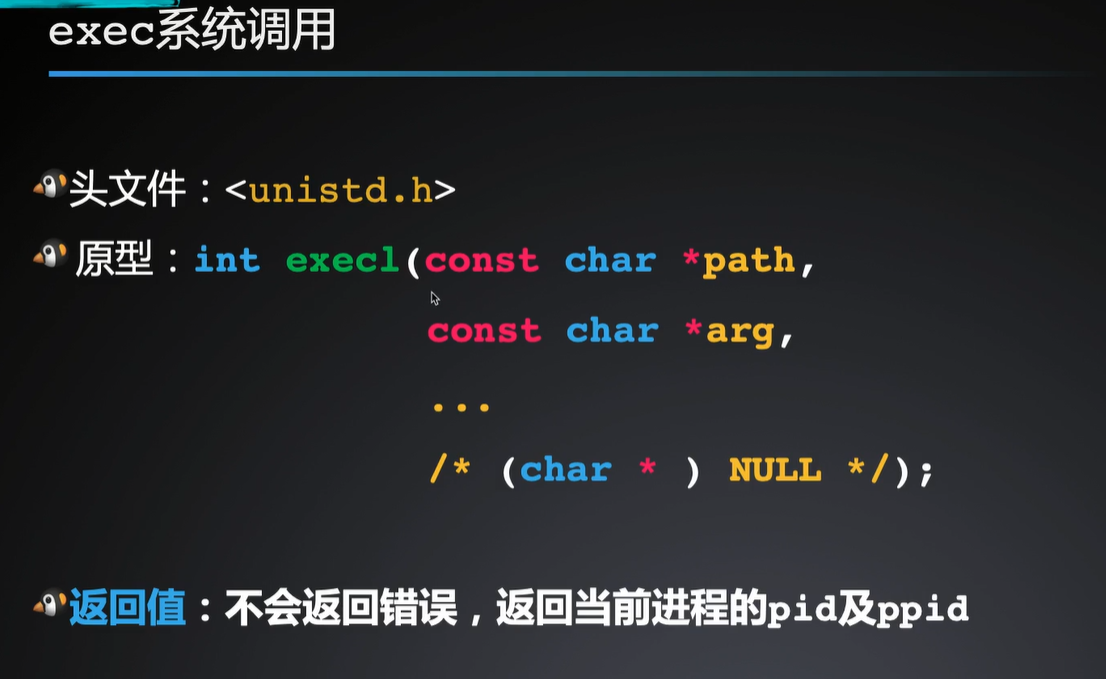 exec系统调用
头文件：<unistd.h>
原型：int execl(const char *path,
const char *arg,
...
/* (char * ) NULL */);
返回值：不会返回错误，返回当前进程的pid及ppid